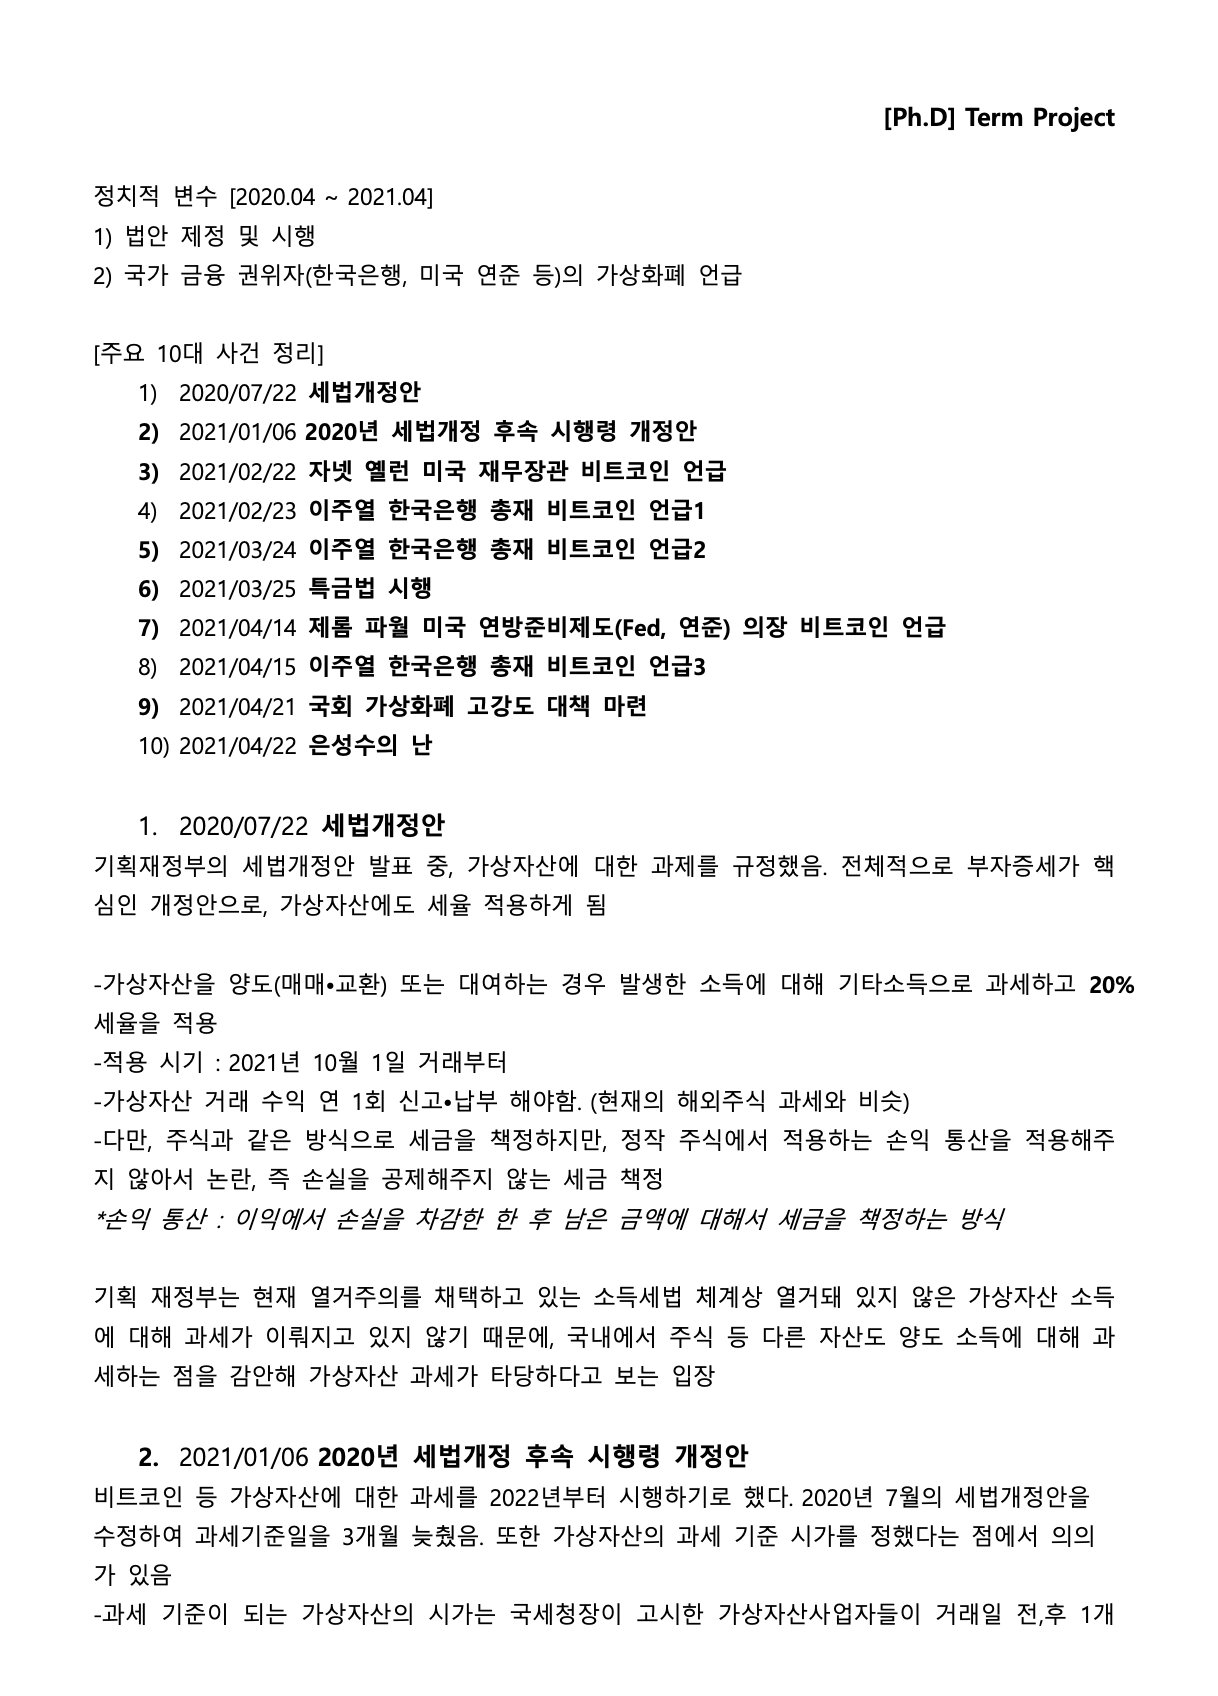 [Ph.D] Term Project
정치적 변수 [2020.04 ~ 2021.04]
1) 법안 제정 및 시행
2) 국가 금융 권위자(한국은행, 미국 연준 등)의 가상화폐 언급
[주요 10대 사건 정리]
1) 2020/07/22 세법개정안
2) 2021/01/06 2020년 세법개정 후속 시행령 개정안
3) 2021/02/22 자넷 옐런 미국 재무장관 비트코인 언급
4) 2021/02/23 이주열 한국은행 총재 비트코인 언급1
5) 2021/03/24 이주열 한국은행 총재 비트코인 언급2
6) 2021/03/25 특금법 시행
7) 2021/04/14 제롬 파월 미국 연방준비제도(Fed, 연준) 의장 비트코인 언급
8) 2021/04/15 이주열 한국은행 총재 비트코인 언급3
9) 2021/04/21 국회 가상화폐 고강도 대책 마련
10) 2021/04/22 은성수의 난
1. 2020/07/22 세법개정안
기획재정부의 세법개정안 발표 중, 가상자산에 대한 과제를 규정했음. 전체적으로 부자증세가 핵
심인 개정안으로, 가상자산에도 세율 적용하게 됨
-가상자산을 양도(매매•교환) 또는 대여하는 경우 발생한 소득에 대해 기타소득으로 과세하고 20%
세율을 적용
-적용 시기 : 2021년 10월 1일 거래부터
-가상자산 거래 수익 연 1회 신고•납부 해야함. (현재의 해외주식 과세와 비슷)
-다만, 주식과 같은 방식으로 세금을 책정하지만, 정작 주식에서 적용하는 손익 통산을 적용해주
지 않아서 논란, 즉 손실을 공제해주지 않는 세금 책정
*손익 통산 : 이익에서 손실을 차감한 한 후 남은 금액에 대해서 세금을 책정하는 방식
기획 재정부는 현재 열거주의를 채택하고 있는 소득세법 체계상 열거돼 있지 않은 가상자산 소득
에 대해 과세가 이뤄지고 있지 않기 때문에, 국내에서 주식 등 다른 자산도 양도 소득에 대해 과
세하는 점을 감안해 가상자산 과세가 타당하다고 보는 입장
2. 2021/01/06 2020년 세법개정 후속 시행령 개정안
비트코인 등 가상자산에 대한 과세를 2022년부터 시행하기로 했다. 2020년 7월의 세법개정안을
수정하여 과세기준일을 3개월 늦췄음. 또한 가상자산의 과세 기준 시가를 정했다는 점에서 의의
가 있음
-과세 기준이 되는 가상자산의 시가는 국세청장이 고시한 가상자산사업자들이 거래일 전,후 1개